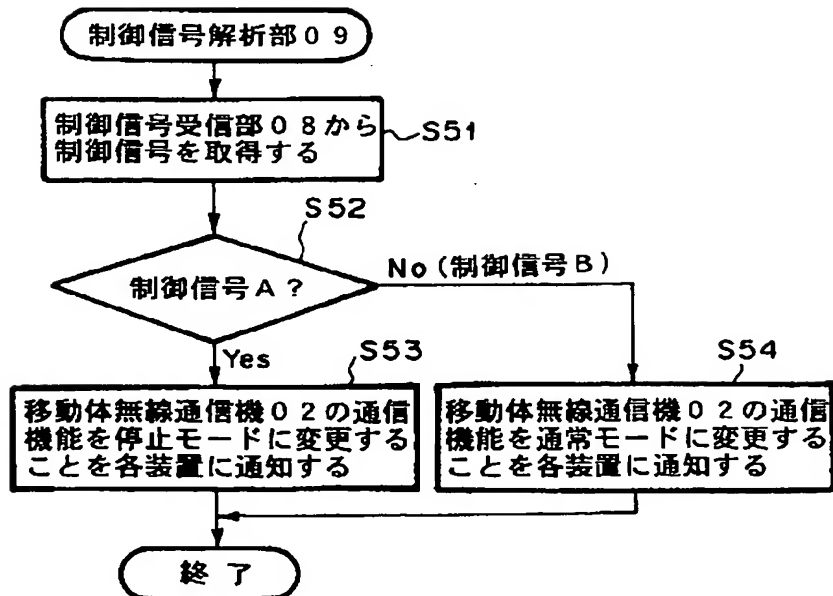 制御信号解析部09
制御信号受信部08から
制御信号を取得する
S51
S52
制御信号A?
No(制御信号B)
Yes
S53
移動体無線通信機02の通信
機能を停止モードに変更する
ことを各装置に通知する
S54
移動体無線通信機02の通信
機能を通常モードに変更する
ことを各装置に通知する
終了